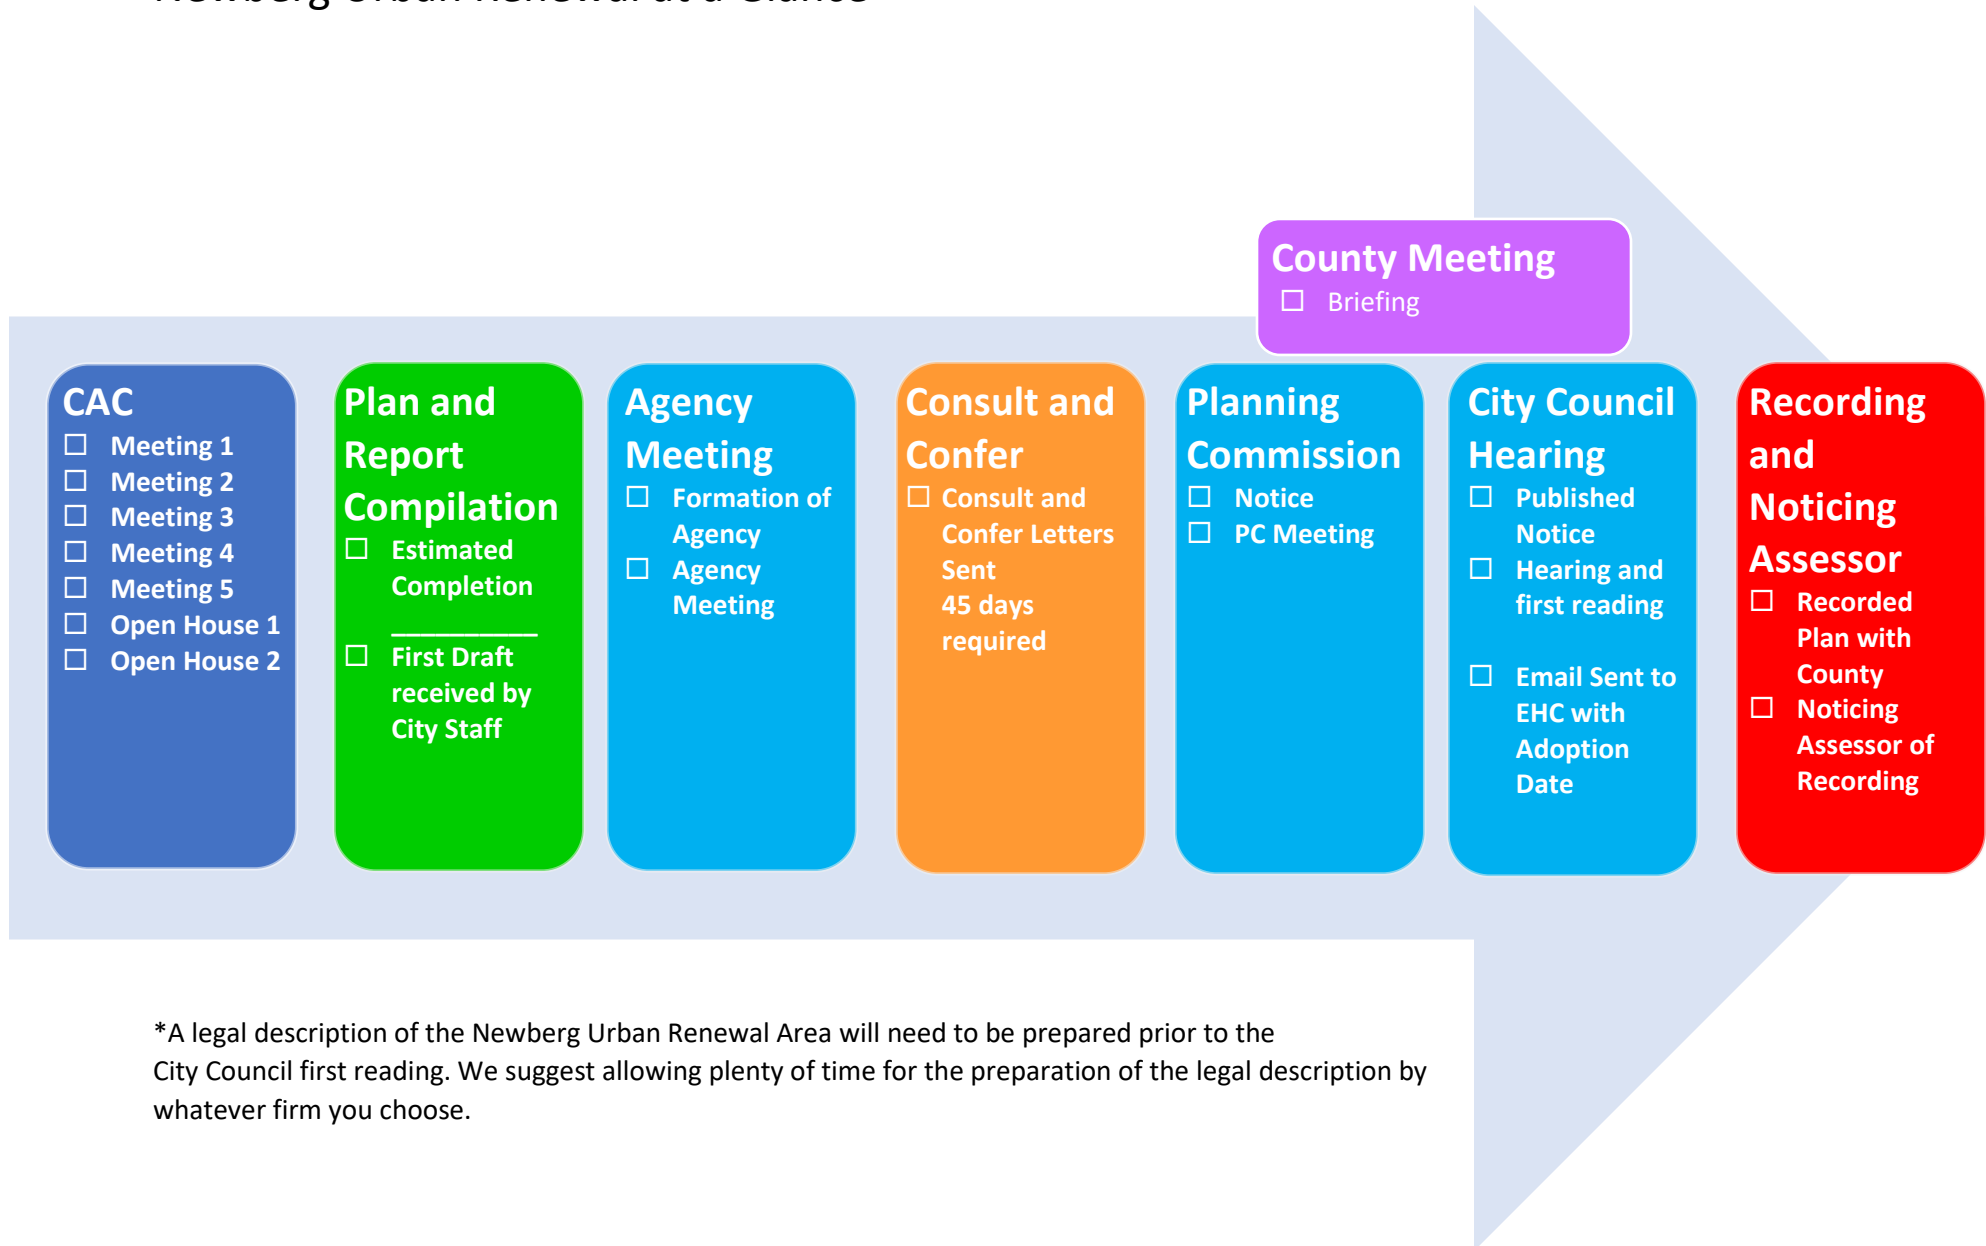 Newberg Urban Renewal at a Glance
County Meeting
☐ Briefing
CAC
☐ Meeting 1
☐ Meeting 2
☐ Meeting 3
☐ Meeting 4
☐ Meeting 5
☐ Open House 1
☐ Open House 2
Plan and
Report
Compilation
☐ Estimated
Completion
___________
☐ First Draft
received by
City Staff
Agency
Meeting
☐ Formation of
Agency
☐ Agency
Meeting
Consult and
Confer
☐ Consult and
Confer Letters
Sent
45 days
required
Planning
Commission
☐ Notice
☐ PC Meeting
City Council
Hearing
☐ Published
Notice
☐ Hearing and
first reading
☐ Email Sent to
EHC with
Adoption
Date
Recording
and
Noticing
Assessor
☐ Recorded
Plan with
County
☐ Noticing
Assessor of
Recording
*A legal description of the Newberg Urban Renewal Area will need to be prepared prior to the
City Council first reading. We suggest allowing plenty of time for the preparation of the legal description by
whatever firm you choose.